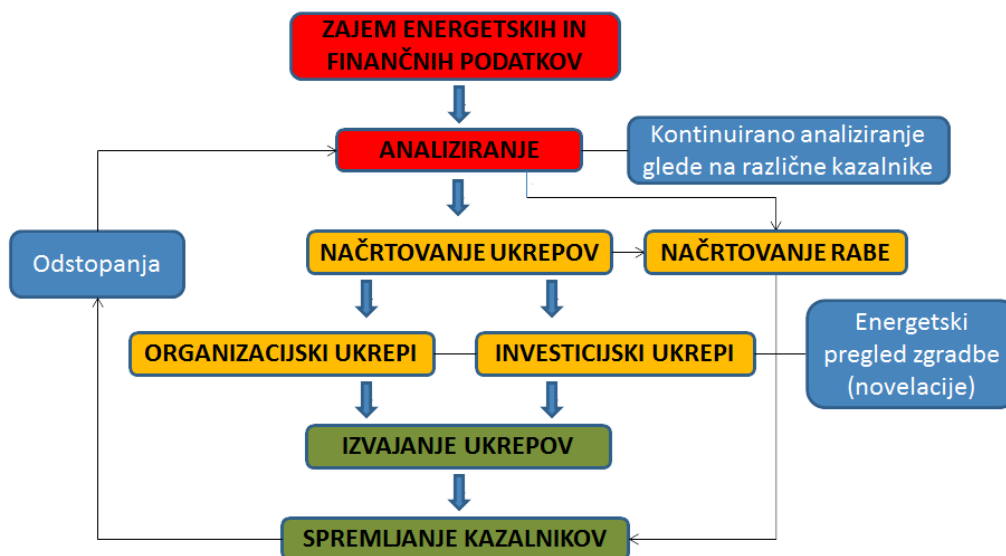 ZAJEM ENERGETSKIH IN
FINANČNIH PODATKOV
ANALIZIRANJE
Kontinuirano analiziranje
glede na različne kazalnike
NAČRTOVANJE UKREPOV
NAČRTOVANJE RABE
Odstopanja
ORGANIZACIJSKI UKREPI
INVESTICIJSKI UKREPI
Energetski
pregled zgradbe
(novelacije)
IZVAJANJE UKREPOV
SPREMLJANJE KAZALNIKOV